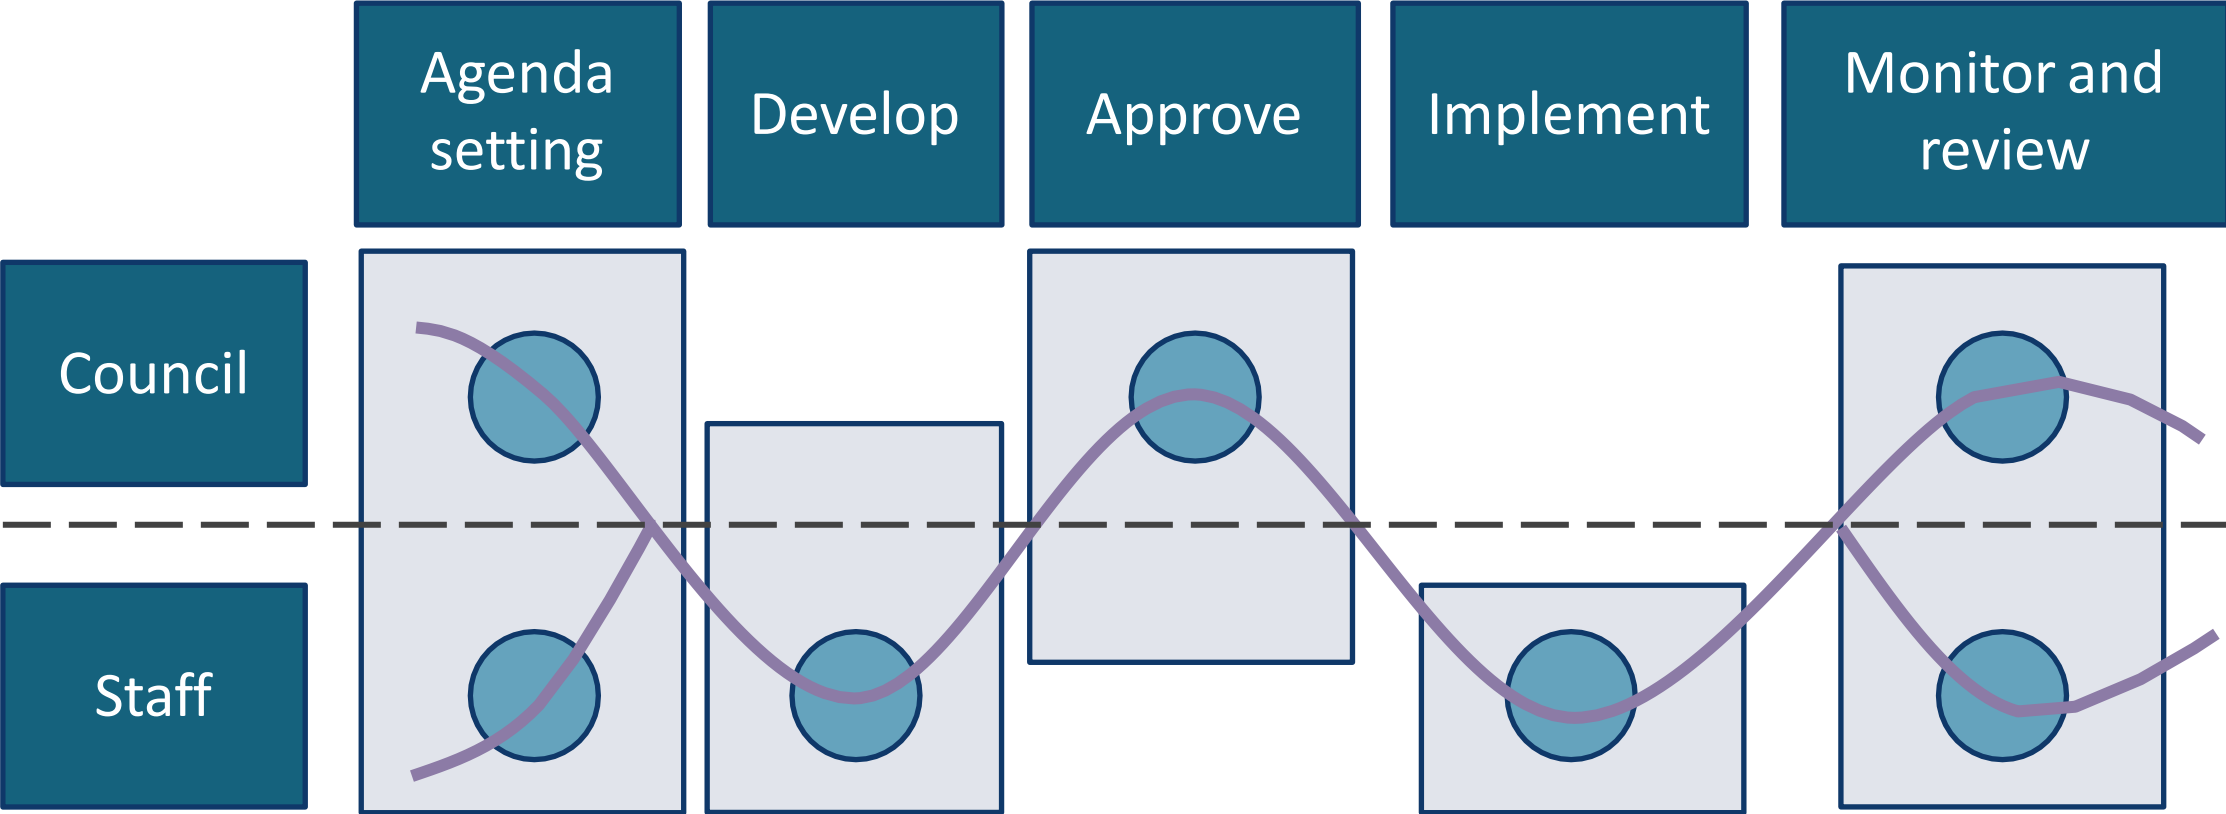 Agenda
setting
Develop
Approve
Implement
Monitor and
review
Council
Staff